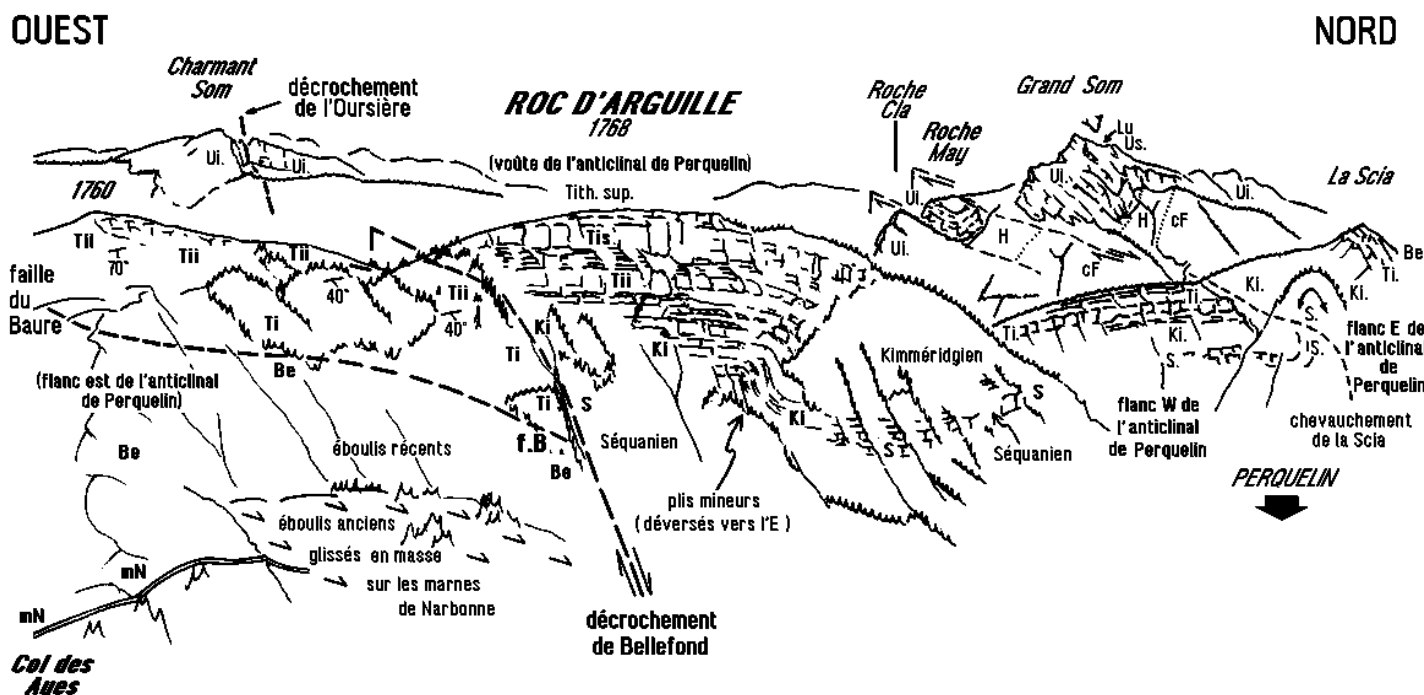 OUEST
NORD
Charmant
Som
décrochement
de l'Oursière
ROC D'ARGUILLE
1768
(voûte de l'anticlinal de Perquelin)
Tith. sup.
Roche
Cla
Roche
May
Grand Som
La Scia
Lu
Us.
Ui.
Ui.
Ui.
Ui.
Ui.
Ui.
H
H
cF
cF
1760
Tii
70°
Tii
Tii
Tii
40°
40°
Tis
Tii
Ti
Be
Ti.
Ki.
Ki.
faille
du
Baure
Ti
Be
Ti
Ki
Ki
Ti.
Ti.
Ki.
S.
S.
S.
(flanc est de l'anticlinal
de Perquelin)
Kimméridgien
flanc E de
l'anticlinal
de
Perquelin
Ti
f.B.
Be
S
Séquanien
Ki
S
S
Séquanien
flanc W de
l'anticlinal
de Perquelin
chevauchement
de la Scia
Be
éboulis récents
plis mineurs
(déversés vers l'E)
PERQUELIN
éboulis anciens
glissés en masse
sur les marnes
de Narbonne
mN
mN
décrochement
de Bellefond
Col des
Aues